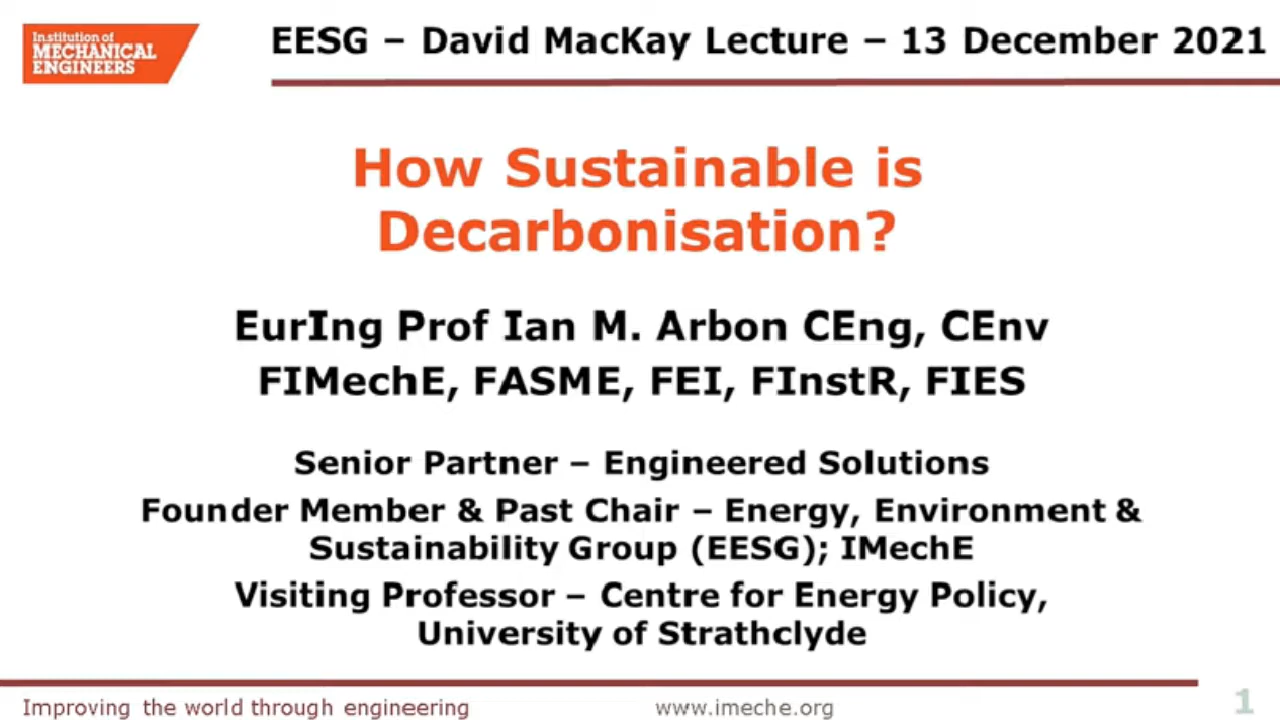 Institution of
MECHANICAL
ENGINEERS
EESG – David MacKay Lecture – 13 December 2021
How Sustainable is
Decarbonisation?
EurIng Prof Ian M. Arbon CEng, CEnv
FIMechE, FASME, FEI, FInstR, FIES
Senior Partner – Engineered Solutions
Founder Member & Past Chair – Energy, Environment &
Sustainability Group (EESG); IMechE
Visiting Professor – Centre for Energy Policy,
University of Strathclyde
Improving the world through engineering
www.imeche.org
1